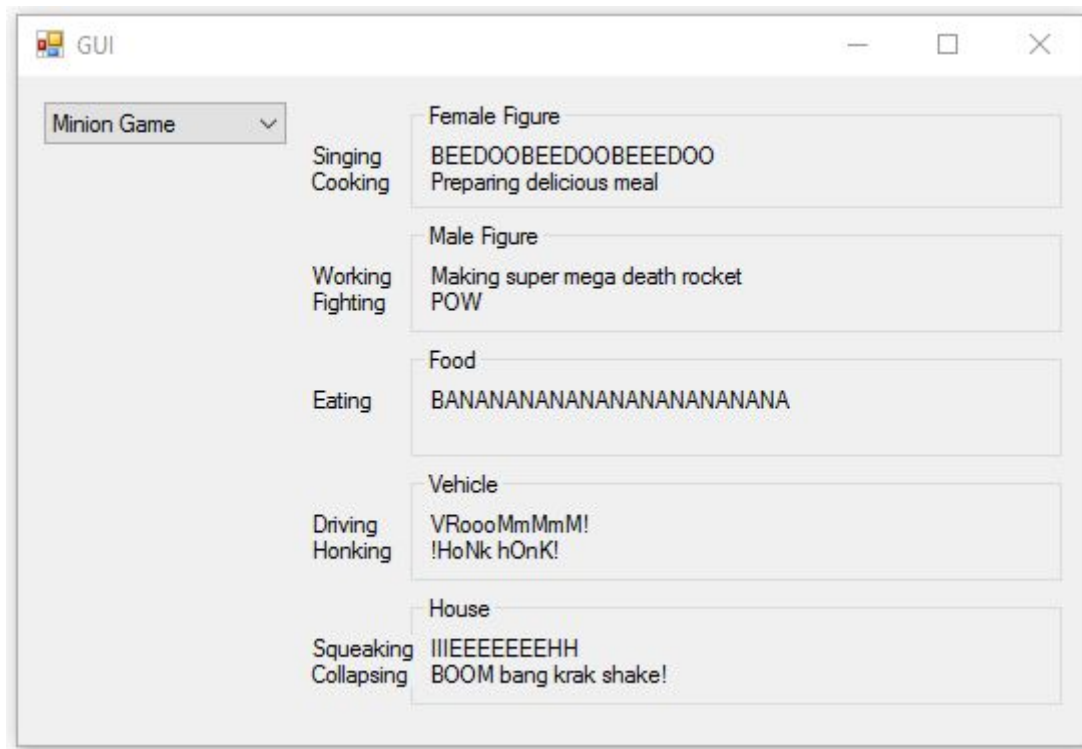 GUI
Minion Game
Female Figure
Singing BEEDOOBEEDOOBEEEDOO
Cooking Preparing delicious meal
Male Figure
Working Making super mega death rocket
Fighting POW
Food
Eating BANANANANANANANANANANANA
Vehicle
Driving VRoooMmMmM!
Honking !HoNk hOnK!
House
Squeaking IIIEEEEEEEHH
Collapsing BOOM bang krak shake!